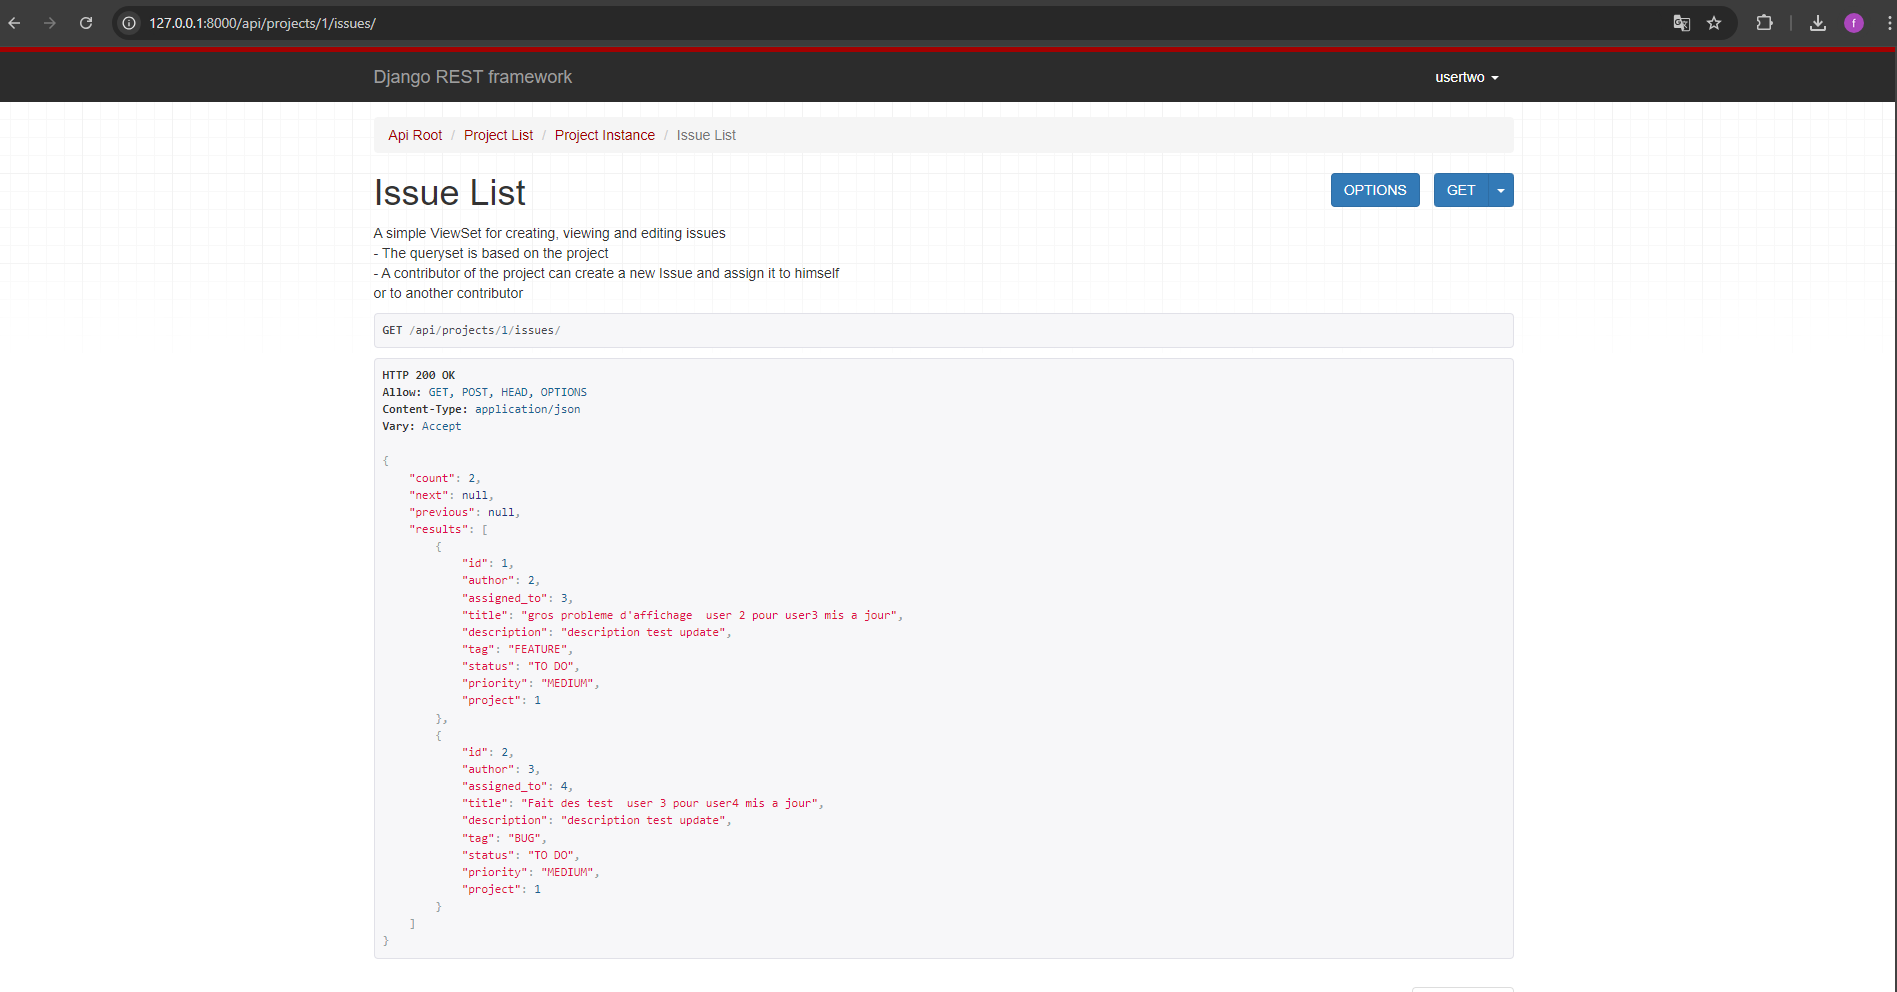 127.0.0.1:8000/api/projects/1/issues/
f
Django REST framework
usertwo
Api Root / Project List / Project Instance / Issue List
Issue List
OPTIONS
GET
A simple ViewSet for creating, viewing and editing issues
- The queryset is based on the project
- A contributor of the project can create a new Issue and assign it to himself
or to another contributor
GET /api/projects/1/issues/
HTTP 200 OK
Allow: GET, POST, HEAD, OPTIONS
Content-Type: application/json
Vary: Accept
{
    "count": 2,
    "next": null,
    "previous": null,
    "results": [
        {
            "id": 1,
            "author": 2,
            "assigned_to": 3,
            "title": "gros probleme d'affichage  user 2 pour user3 mis a jour",
            "description": "description test update",
            "tag": "FEATURE",
            "status": "TO DO",
            "priority": "MEDIUM",
            "project": 1
        },
        {
            "id": 2,
            "author": 3,
            "assigned_to": 4,
            "title": "Fait des test  user 3 pour user4 mis a jour",
            "description": "description test update",
            "tag": "BUG",
            "status": "TO DO",
            "priority": "MEDIUM",
            "project": 1
        }
    ]
}